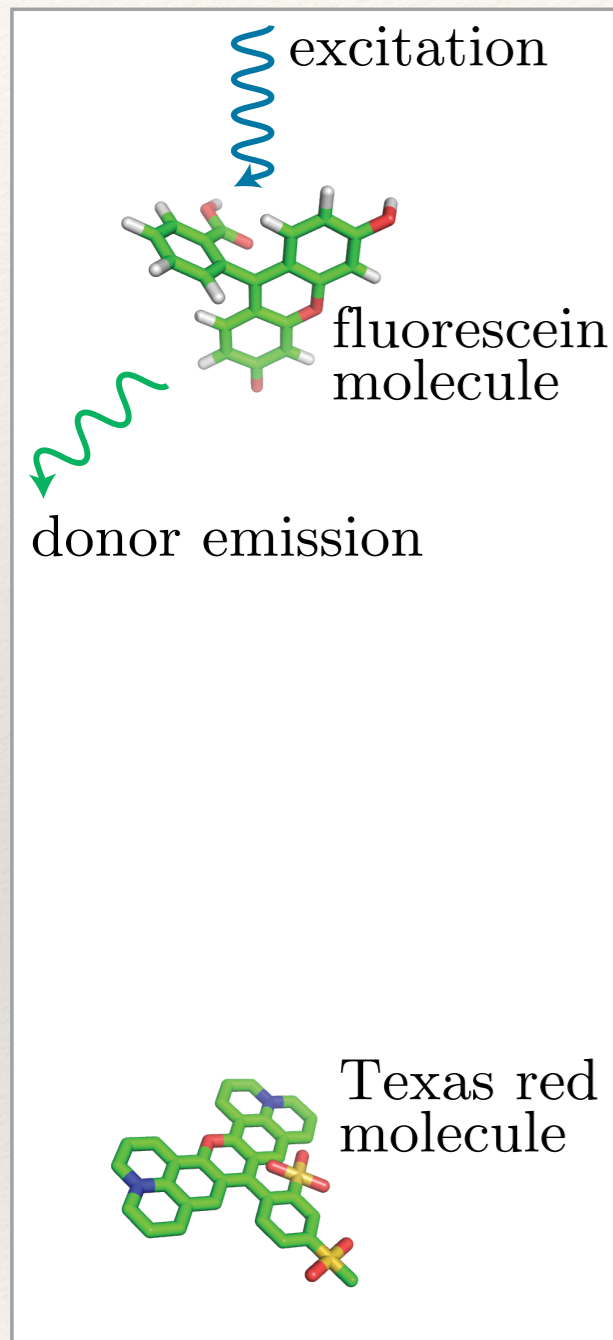 excitation
fluorescein
molecule
donor emission
Texas red
molecule